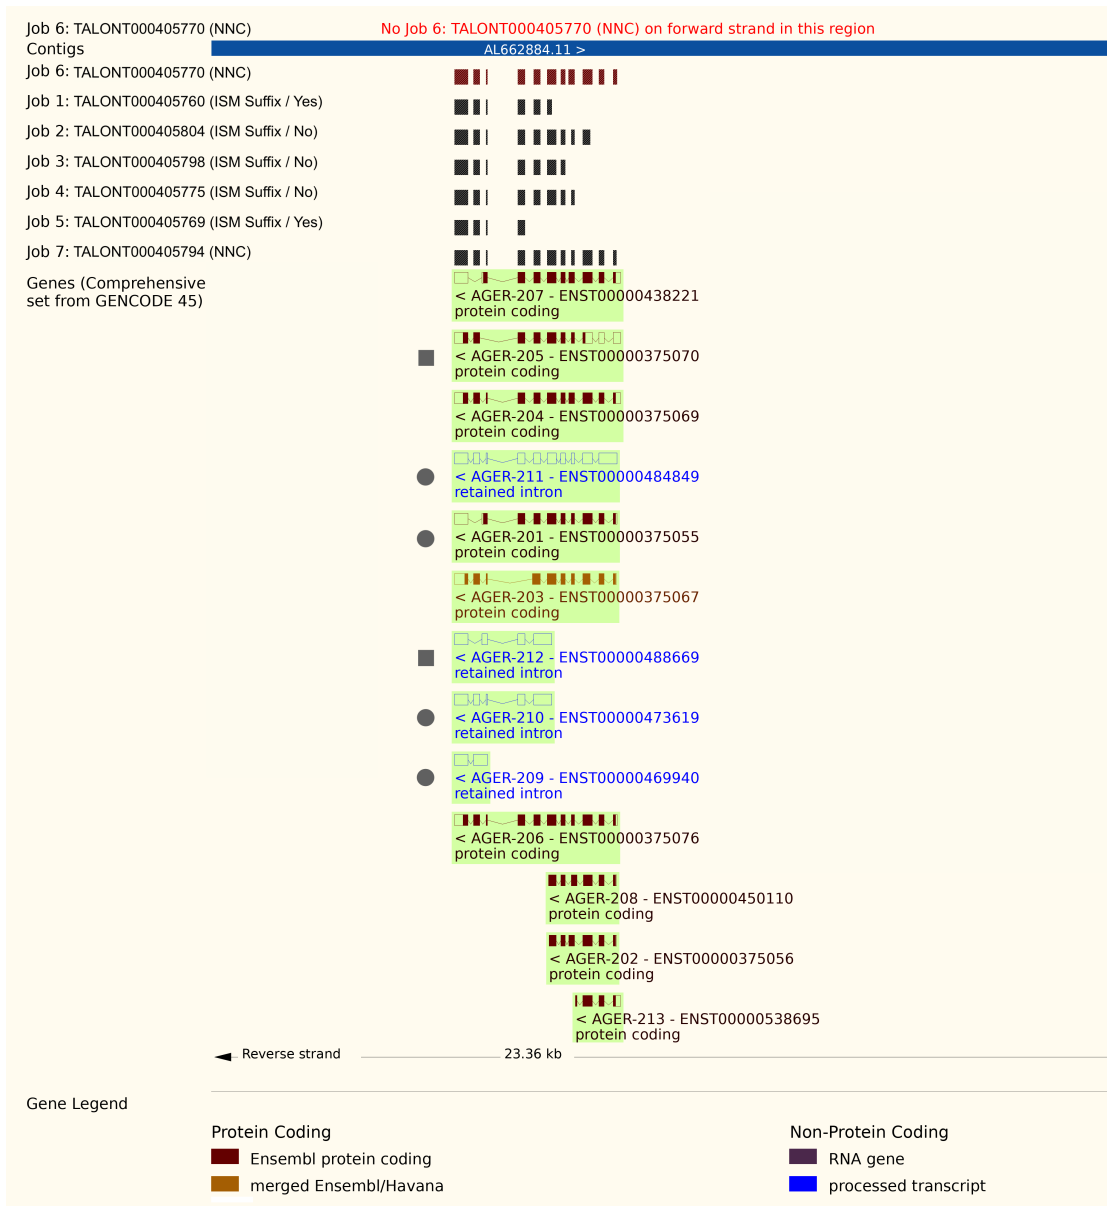 Job 6: TALONT000405770 (NNC) No Job 6: TALONT000405770 (NNC) on forward strand in this region
Contigs AL662884.11 >
Job 6: TALONT000405770 (NNC)
Job 1: TALONT000405760 (ISM Suffix / Yes)
Job 2: TALONT000405804 (ISM Suffix / No)
Job 3: TALONT000405798 (ISM Suffix / No)
Job 4: TALONT000405775 (ISM Suffix / No)
Job 5: TALONT000405769 (ISM Suffix / Yes)
Job 7: TALONT000405794 (NNC)
Genes (Comprehensive
set from GENCODE 45)
< AGER-207 - ENST00000438221
protein coding
< AGER-205 - ENST00000375070
protein coding
< AGER-204 - ENST00000375069
protein coding
< AGER-211 - ENST00000484849
retained intron
< AGER-201 - ENST00000375055
protein coding
< AGER-203 - ENST00000375067
protein coding
< AGER-212 - ENST00000488669
retained intron
< AGER-210 - ENST00000473619
retained intron
< AGER-209 - ENST00000469940
retained intron
< AGER-206 - ENST00000375076
protein coding
< AGER-208 - ENST00000450110
protein coding
< AGER-202 - ENST00000375056
protein coding
< AGER-213 - ENST00000538695
protein coding
Reverse strand 23.36 kb
Gene Legend
Protein Coding Non-Protein Coding
Ensembl protein coding RNA gene
merged Ensembl/Havana processed transcript